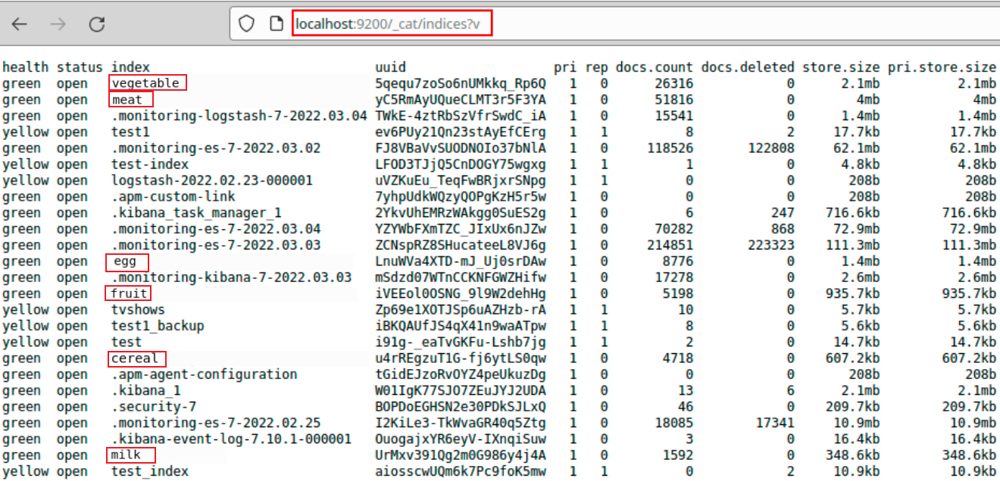 localhost:9200/_cat/indices?v
health status index uuid pri rep docs.count docs.deleted store.size pri.store.size
green open vegetable 5qequ7zoSo6nUMkkq_Rp6Q 1 0 26316 0 2.1mb 2.1mb
green open meat yC5RmAyUQueCLMT3r5F3YA 1 0 51816 0 4mb 4mb
green open .monitoring-logstash-7-2022.03.04 TWkE-4ztRbSzVfrSwdC_iA 1 0 15541 0 1.4mb 1.4mb
yellow open test1 ev6PUy21Qn23stAyEfCErg 1 1 8 2 17.7kb 17.7kb
green open .monitoring-es-7-2022.03.02 FJ8VBaVvSUODNOIo37bNlA 1 0 118526 122808 62.1mb 62.1mb
yellow open test-index LFOD3TJjQ5CnDOGY75wgxg 1 1 1 0 4.8kb 4.8kb
yellow open logstash-2022.02.23-000001 uVZKuEu_TeqFwBRjxrSNpg 1 1 0 0 208b 208b
green open .apm-custom-link 7yhpUdkWQzyQOPgKzH5r5w 1 0 0 0 208b 208b
green open .kibana_task_manager_1 2YkvUhEMRzWAkgg0SuES2g 1 0 6 247 716.6kb 716.6kb
green open .monitoring-es-7-2022.03.04 YZYWbFXmTZC_JIxUx6nJZw 1 0 70282 868 72.9mb 72.9mb
green open .monitoring-es-7-2022.03.03 ZCNspRZ8SHucateeL8VJ6g 1 0 214851 223323 111.3mb 111.3mb
green open egg LnuWVa4XTD-mJ_Uj0srDAw 1 0 8776 0 1.4mb 1.4mb
green open .monitoring-kibana-7-2022.03.03 mSdzd07WTnCCKNFGWZHifw 1 0 17278 0 2.6mb 2.6mb
green open fruit iVEEol0OSNG_9l9W2dehHg 1 0 5198 0 935.7kb 935.7kb
yellow open tvshows Zp69e1XOTJSp6uAZHzb-rA 1 1 10 0 5.7kb 5.7kb
yellow open test1_backup iBKQAUfJS4qX41n9waATpw 1 1 8 0 5.6kb 5.6kb
yellow open test i91g-_eaTvGKFu-Lshb7jg 1 1 2 0 14.7kb 14.7kb
green open cereal u4rREgzuT1G-fj6ytLS0qw 1 0 4718 0 607.2kb 607.2kb
green open .apm-agent-configuration tGidEJzoRvOYZ4peUkuzDg 1 0 0 0 208b 208b
green open .kibana_1 W01IgK77SJO7ZEuJYJ2UDA 1 0 13 6 2.1mb 2.1mb
green open .security-7 BOPDoEGHSN2e30PDkSJLxQ 1 0 46 0 209.7kb 209.7kb
green open .monitoring-es-7-2022.02.25 I2KiLe3-TkWvaGR40q5Ztg 1 0 18085 17341 10.9mb 10.9mb
green open .kibana-event-log-7.10.1-000001 OuogajxYR6eyV-IXnqiSuw 1 0 3 0 16.4kb 16.4kb
green open milk UrMxv391Qg2m0G986y4j4A 1 0 1592 0 348.6kb 348.6kb
yellow open test_index aiosscwUQm6k7Pc9foK5mw 1 1 0 2 10.9kb 10.9kb